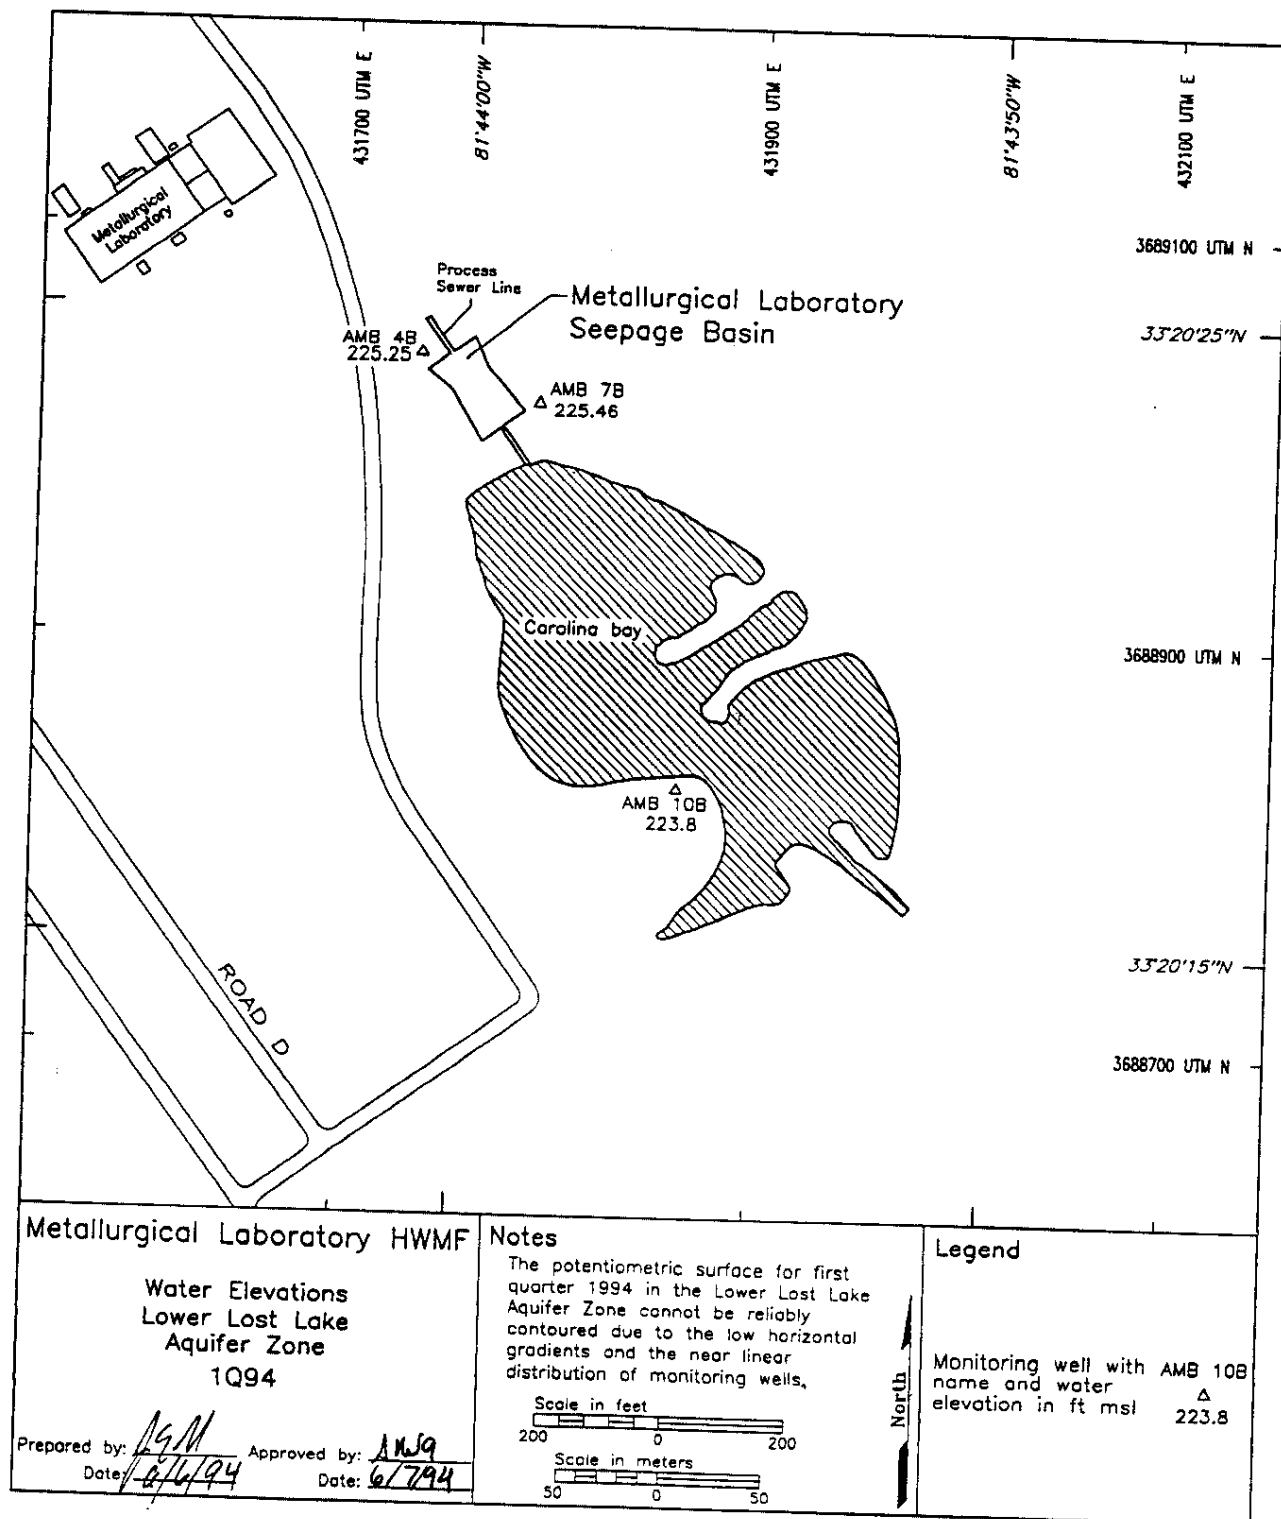 431700 UTM E
81°44'00"W
431900 UTM E
81°43'50"W
432100 UTM E
Metallurgical
Laboratory
3689100 UTM N
Process
Sewer Line
Metallurgical Laboratory
Seepage Basin
33°20'25"N
AMB 4B
225.25
AMB 7B
225.46
Carolina bay
3688900 UTM N
AMB 10B
223.8
33°20'15"N
ROAD D
3688700 UTM N
Metallurgical Laboratory HWMF
Water Elevations
Lower Lost Lake
Aquifer Zone
1Q94
Prepared by:
Date: 6/6/94
Approved by:
Date: 6/7/94
Notes
The potentiometric surface for first
quarter 1994 in the Lower Lost Lake
Aquifer Zone cannot be reliably
contoured due to the low horizontal
gradients and the near linear
distribution of monitoring wells.
Scale in feet
200 0 200
Scale in meters
50 0 50
North
Legend
Monitoring well with
name and water
elevation in ft msl
AMB 10B
223.8